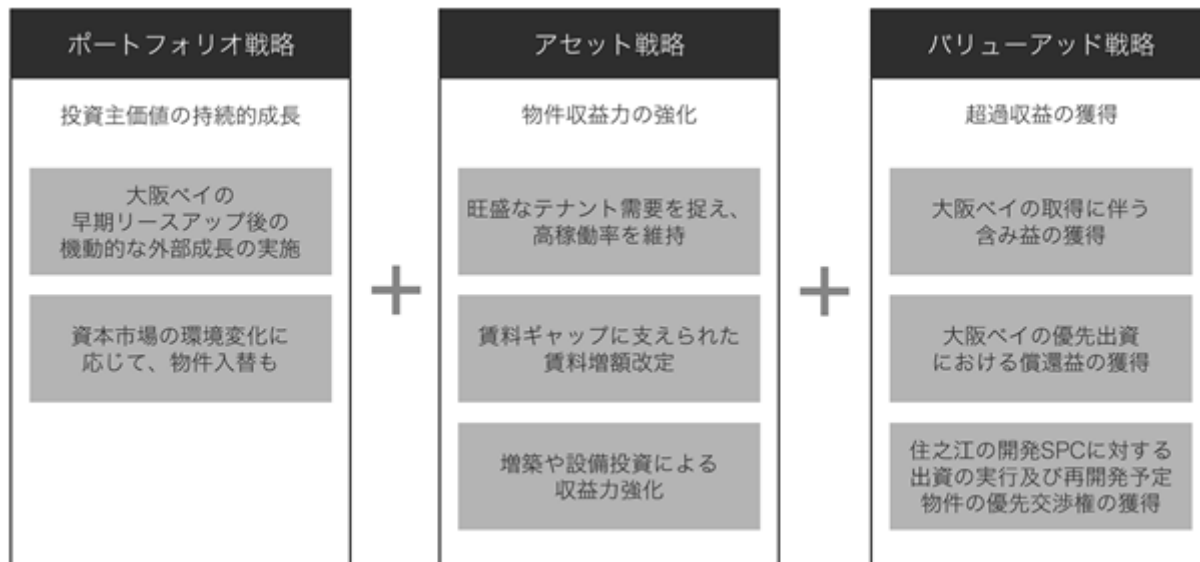 ポートフォリオ戦略
投資主価値の持続的成長
大阪ベイの
早期リースアップ後の
機動的な外部成長の実施
資本市場の環境変化に
応じて、物件入替も
+
アセット戦略
物件収益力の強化
旺盛なテナント需要を捉え、
高稼働率を維持
賃料ギャップに支えられた
賃料増額改定
増築や設備投資による
収益力強化
+
バリューアッド戦略
超過収益の獲得
大阪ベイの取得に伴う
含み益の獲得
大阪ベイの優先出資
における償還益の獲得
住之江の開発SPCに対する
出資の実行及び再開発予定
物件の優先交渉権の獲得